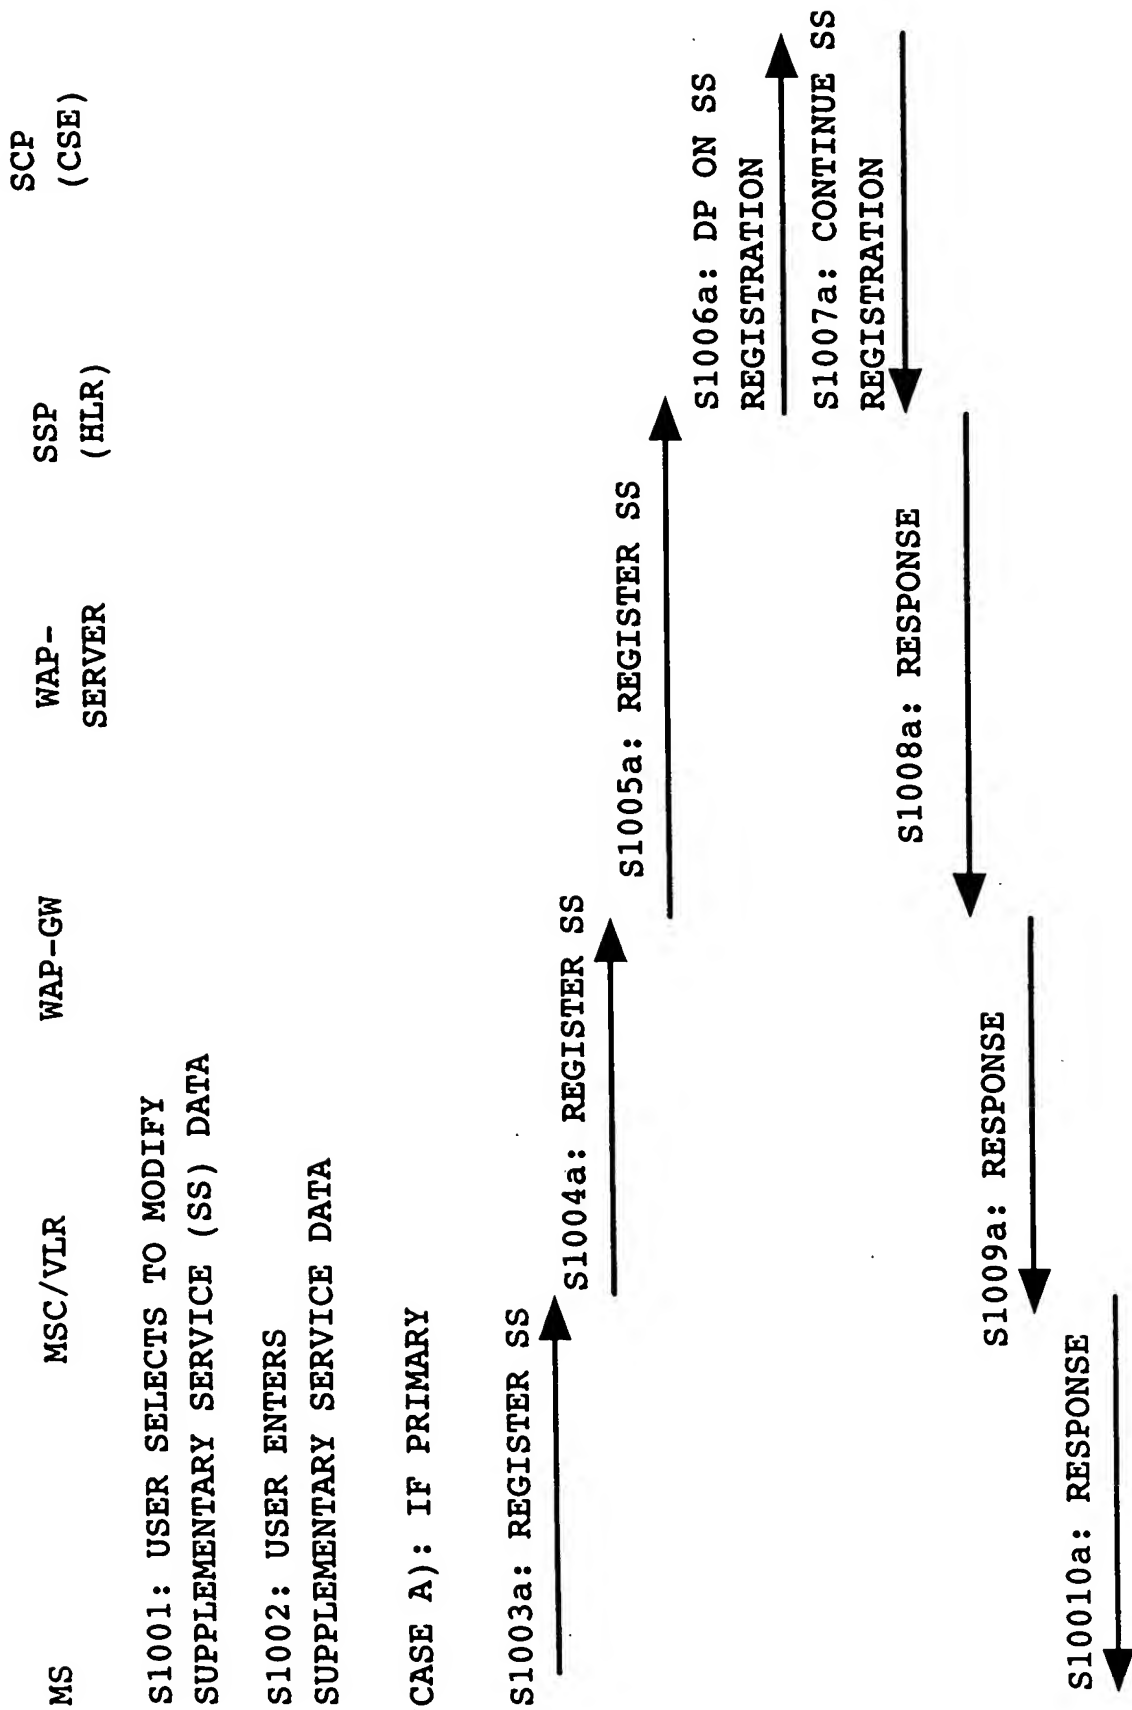 MS
MSC/VLR
WAP-GW
WAP-
SERVER
SSP
(HLR)
SCP
(CSE)
S1001: USER SELECTS TO MODIFY
SUPPLEMENTARY SERVICE (SS) DATA
S1002: USER ENTERS
SUPPLEMENTARY SERVICE DATA
CASE A): IF PRIMARY
S1003a: REGISTER SS
S1004a: REGISTER SS
S1005a: REGISTER SS
S1006a: DP ON SS
REGISTRATION
S1007a: CONTINUE SS
REGISTRATION
S1008a: RESPONSE
S1009a: RESPONSE
S10010a: RESPONSE